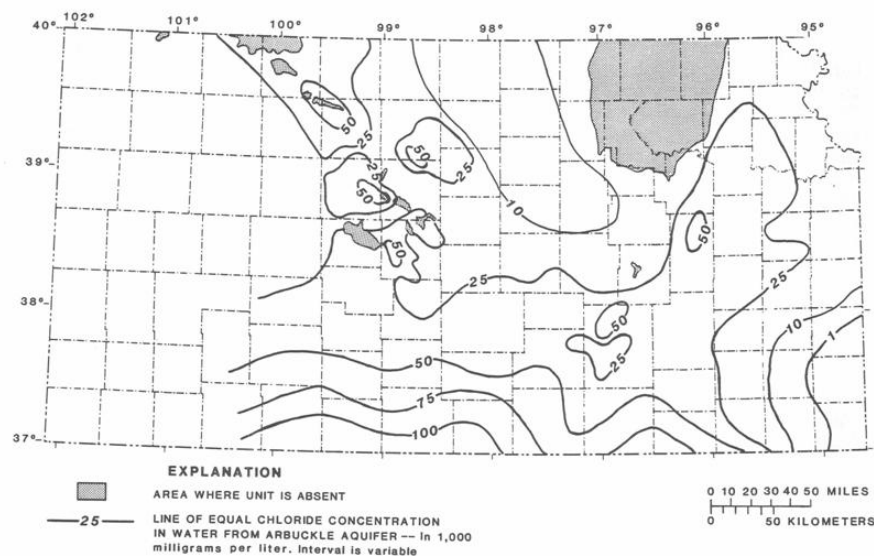 102° 101° 100° 99° 98° 97° 96° 95°
40°
50
25
39°
50
25
25
50
10
50
50
38°
25
25
50
10
1
25
50
75
100
37°
EXPLANATION
AREA WHERE UNIT IS ABSENT
25 LINE OF EQUAL CHLORIDE CONCENTRATION
IN WATER FROM ARBUCKLE AQUIFER -- In 1,000
milligrams per liter. Interval is variable
0 10 20 30 40 50 MILES
0 50 KILOMETERS